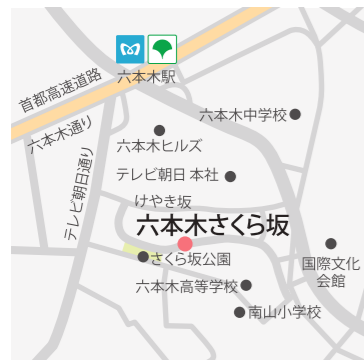 六本木駅
首都高速道路
六本木通り
六本木中学校
六本木ヒルズ
テレビ朝日通り
テレビ朝日 本社
けやき坂
六本木さくら坂
さくら坂公園
国際文化
会館
六本木高等学校
南山小学校